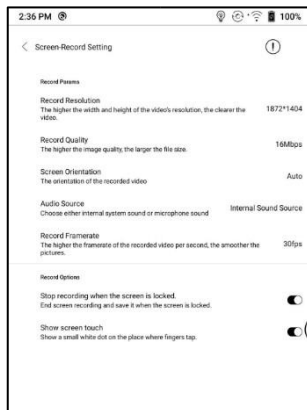 2:36 PM 100%
Screen-Record Setting
Record Params
Record Resolution
The higher the width and height of the video's resolution, the clearer the
video.
1872*1404
Record Quality
The higher the image quality, the larger the file size.
16Mbps
Screen Orientation
The orientation of the recorded video
Auto
Audio Source
Choose either internal system sound or microphone sound
Internal Sound Source
Record Framerate
The higher the framerate of the recorded video per second, the smoother the
pictures.
30fps
Record Options
Stop recording when the screen is locked.
End screen recording and save it when the screen is locked.
Show screen touch
Show a small white dot on the place where fingers tap.